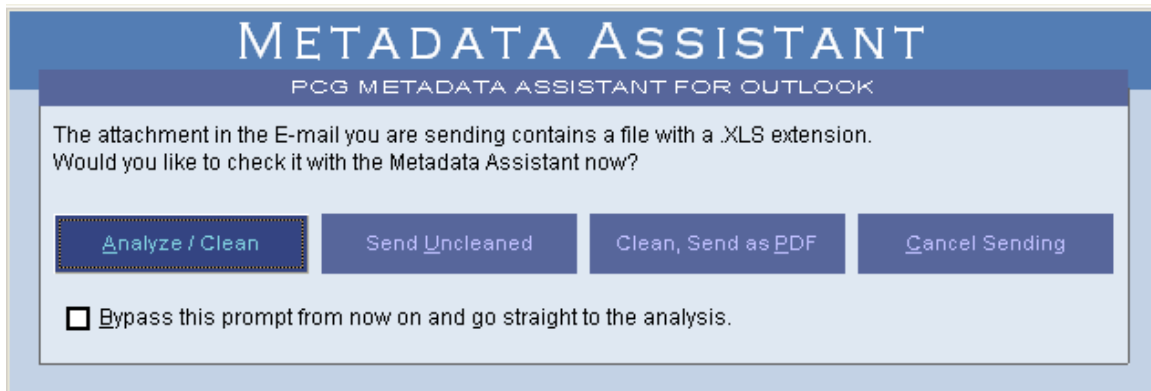 METADATA ASSISTANT
PCG METADATA ASSISTANT FOR OUTLOOK
The attachment in the E-mail you are sending contains a file with a .XLS extension.
Would you like to check it with the Metadata Assistant now?
Analyze / Clean
Send Uncleaned
Clean, Send as PDF
Cancel Sending
Bypass this prompt from now on and go straight to the analysis.